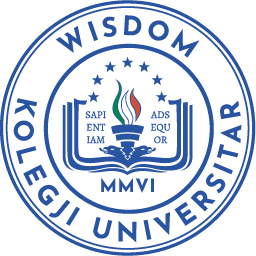 WISDOM
KOLEGJI UNIVERSITAR
SAPI
ENT
IAM
ADS
EQU
OR
MMVI